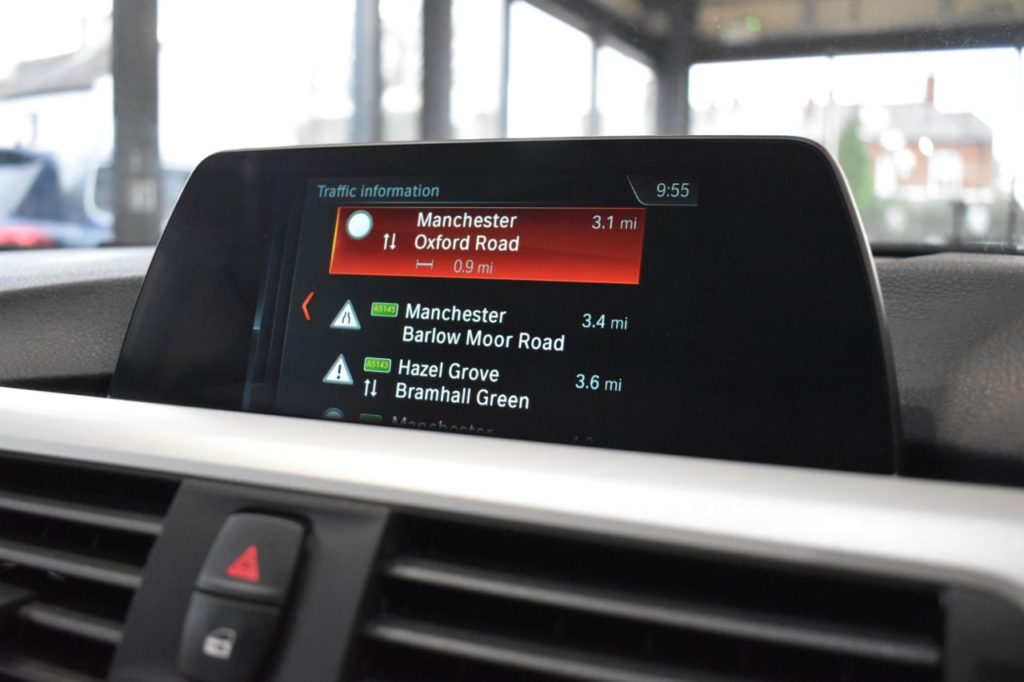 Traffic information 9:55
Manchester 3.1 mi
Oxford Road
0.9 mi
A5145 Manchester 3.4 mi
Barlow Moor Road
A5143 Hazel Grove 3.6 mi
Bramhall Green
Manchester